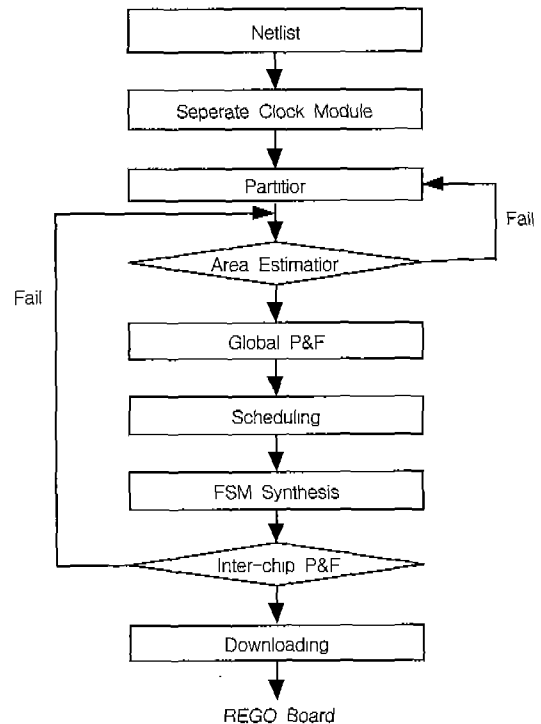 Netlist
Seperate Clock Module
Partitior
Fail
Area Estimatior
Fail
Global P&F
Scheduling
FSM Synthesis
Inter-chip P&F
Downloading
REGO Board